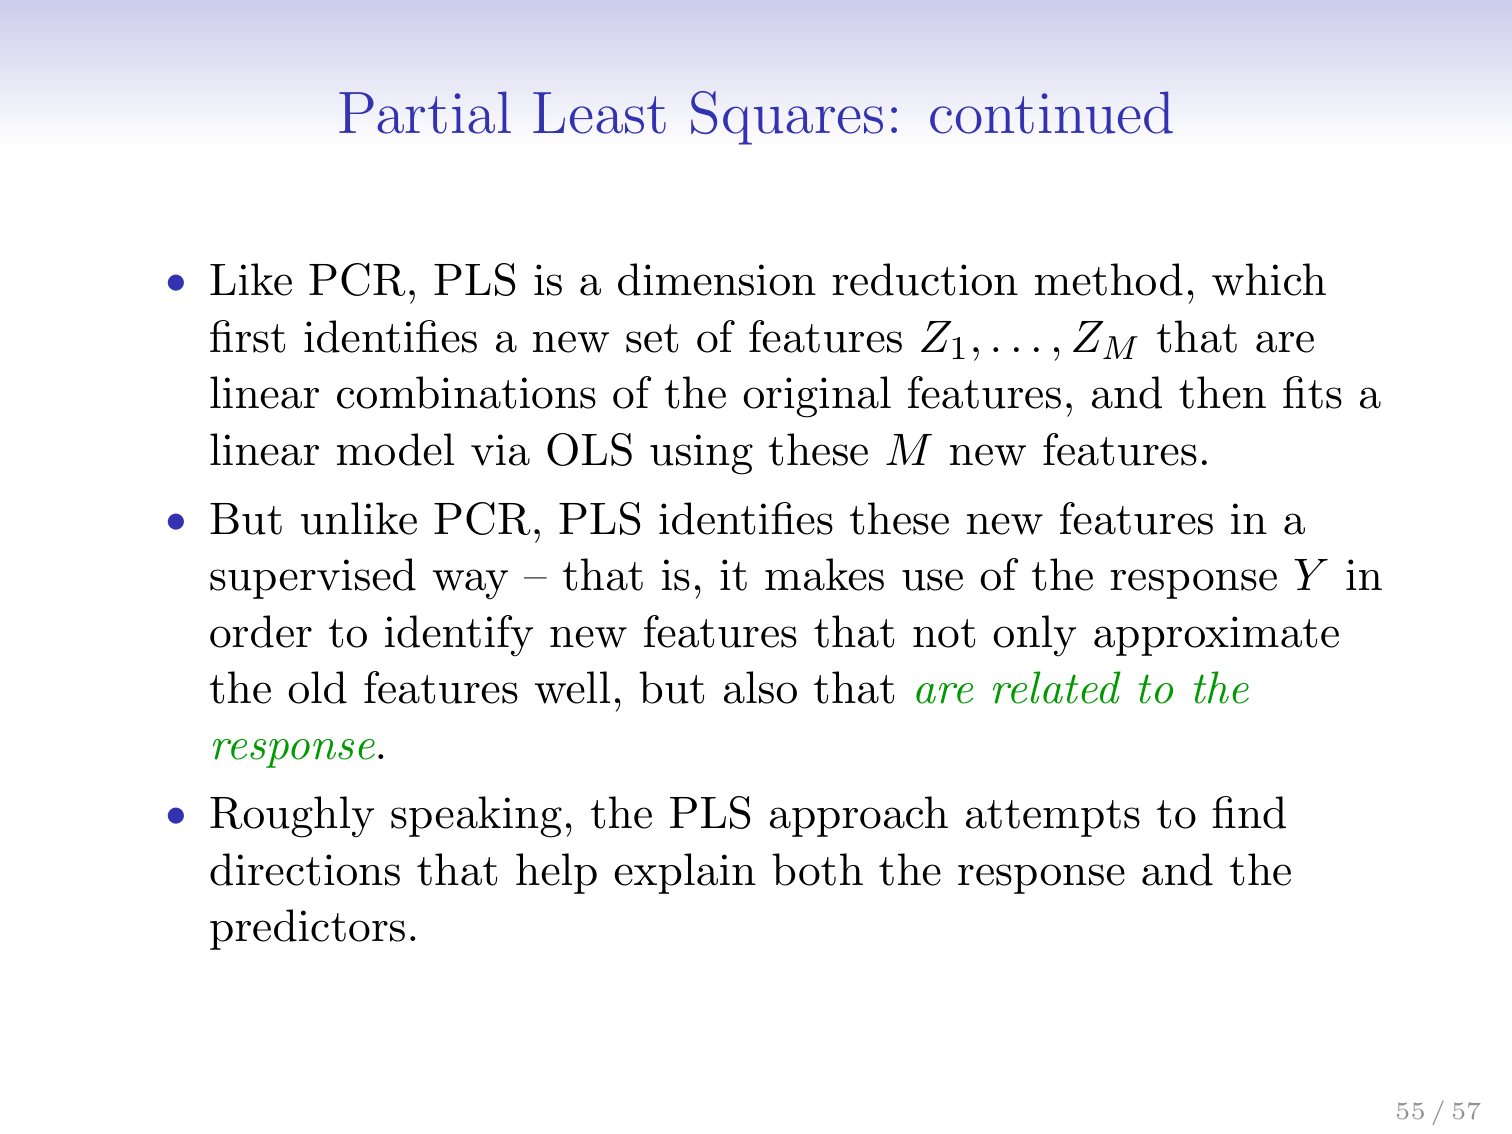 Partial Least Squares: continued
• Like PCR, PLS is a dimension reduction method, which
first identifies a new set of features Z₁, . . . , Z_M that are
linear combinations of the original features, and then fits a
linear model via OLS using these M new features.
• But unlike PCR, PLS identifies these new features in a
supervised way – that is, it makes use of the response Y in
order to identify new features that not only approximate
the old features well, but also that are related to the
response.
• Roughly speaking, the PLS approach attempts to find
directions that help explain both the response and the
predictors.
55 / 57